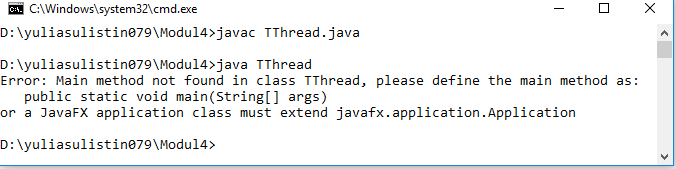 C:\Windows\system32\cmd.exe
D:\yuliasulistin079\Modul4>javac TThread.java
D:\yuliasulistin079\Modul4>java TThread
Error: Main method not found in class TThread, please define the main method as:
   public static void main(String[] args)
or a JavaFX application class must extend javafx.application.Application
D:\yuliasulistin079\Modul4>